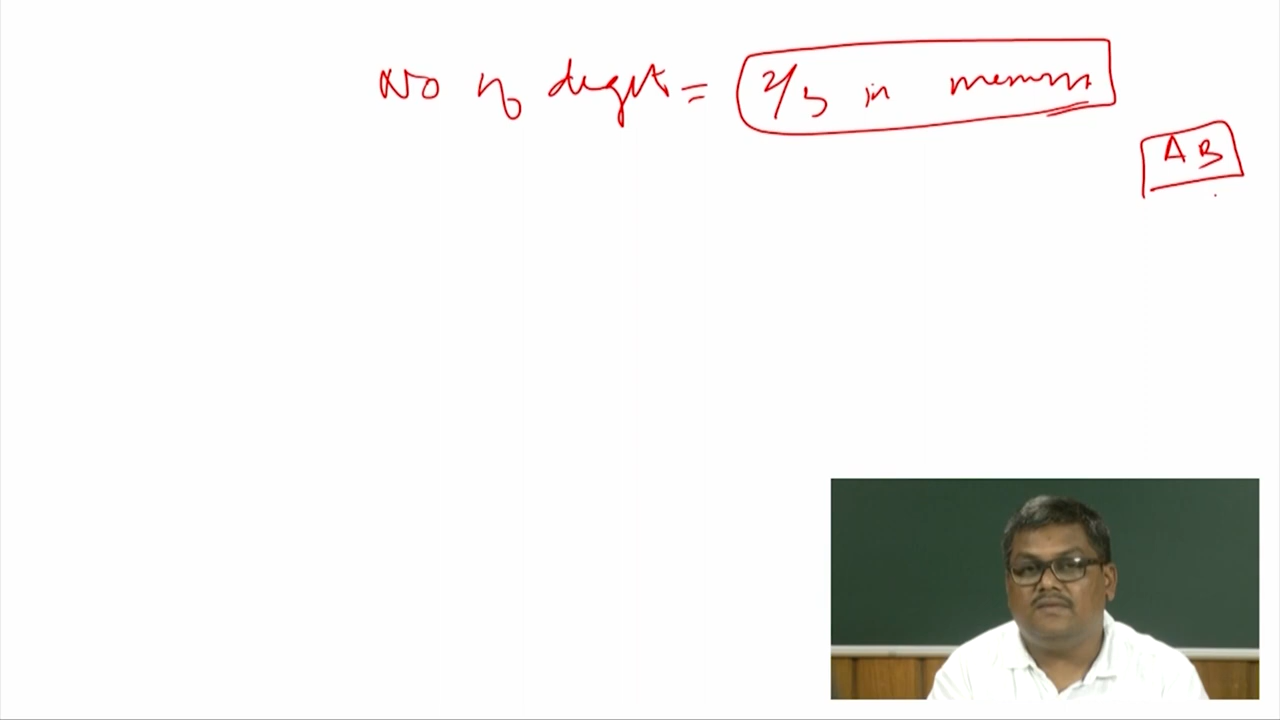 No of digit = 2/3 in memory
AB